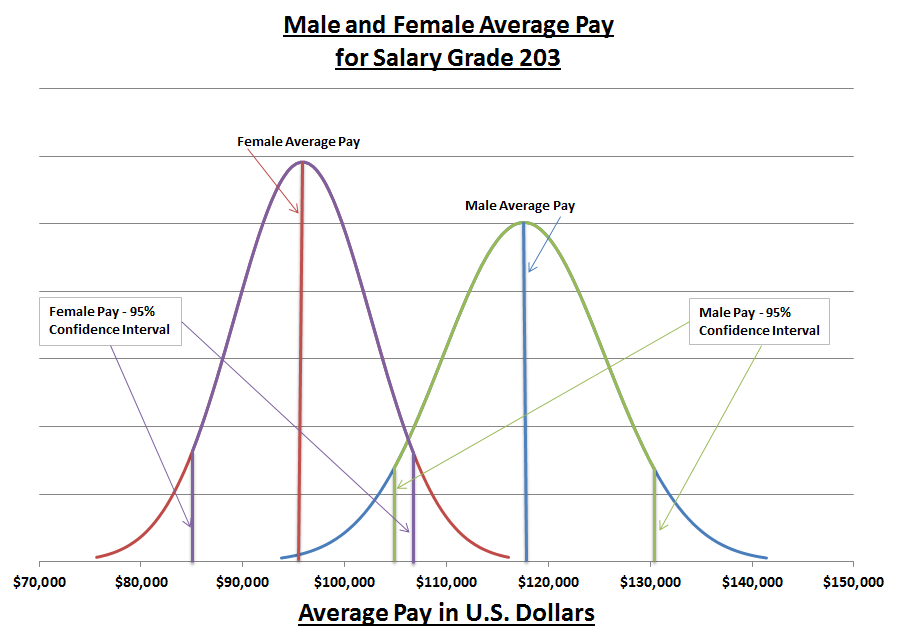 Male and Female Average Pay
for Salary Grade 203
Female Average Pay
Male Average Pay
Female Pay - 95%
Confidence Interval
Male Pay - 95%
Confidence Interval
$70,000 $80,000 $90,000 $100,000 $110,000 $120,000 $130,000 $140,000 $150,000
Average Pay in U.S. Dollars